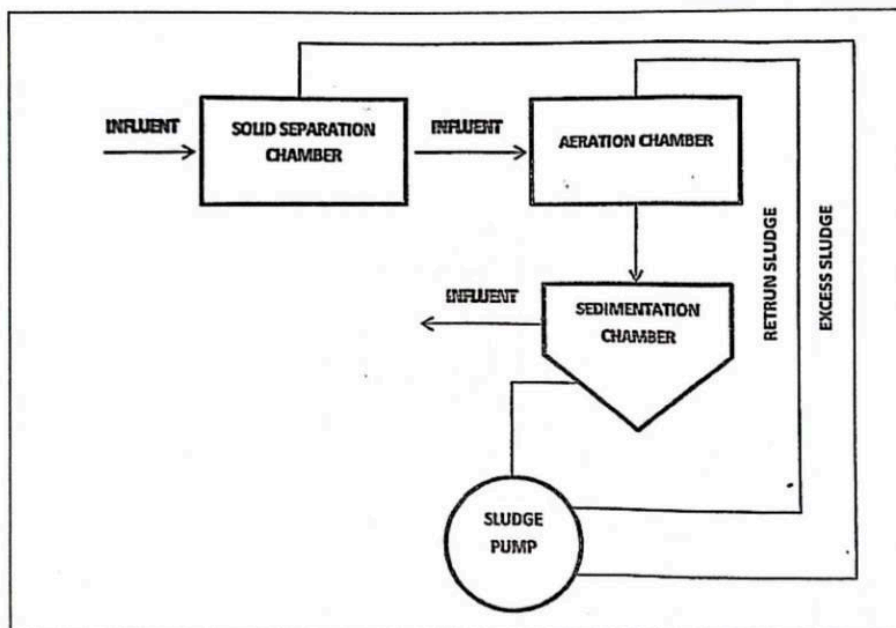 INFLUENT
SOLID SEPARATION
CHAMBER
INFLUENT
AERATION CHAMBER
RETRUN SLUDGE
EXCESS SLUDGE
INFLUENT
SEDIMENTATION
CHAMBER
SLUDGE
PUMP